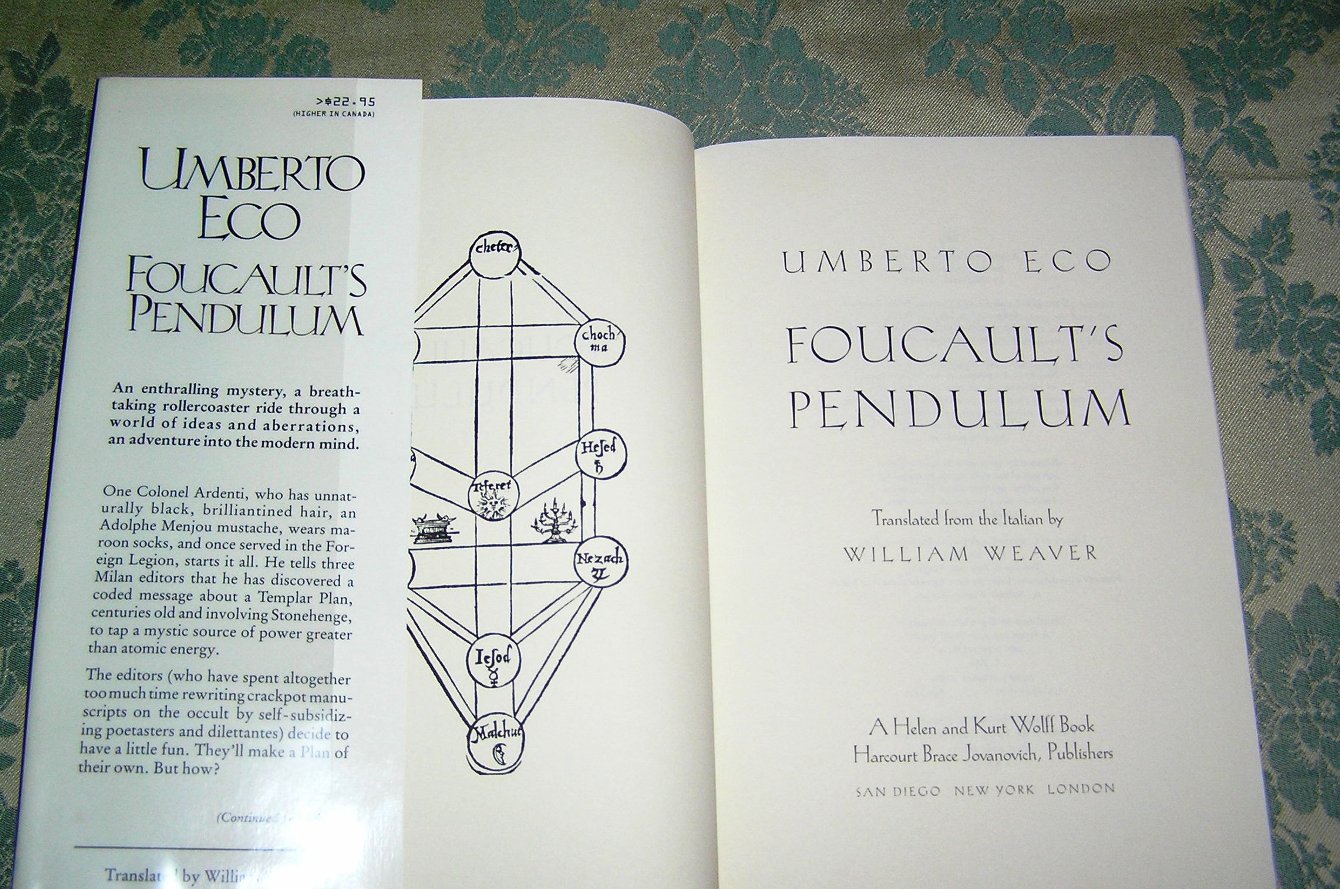 >$22.95
(HIGHER IN CANADA)
UMBERTO
ECO
FOUCAULT'S
PENDULUM
An enthralling mystery, a breath-
taking rollercoaster ride through a
world of ideas and aberrations,
an adventure into the modern mind.
One Colonel Ardenti, who has unnat-
urally black, brilliantined hair, an
Adolphe Menjou mustache, wears ma-
roon socks, and once served in the For-
eign Legion, starts it all. He tells three
Milan editors that he has discovered a
coded message about a Templar Plan,
centuries old and involving Stonehenge,
to tap a mystic source of power greater
than atomic energy.
The editors (who have spent altogether
too much time rewriting crackpot manu-
scripts on the occult by self-subsidiz-
ing poetasters and dilettantes) decide to
have a little fun. They'll make a Plan of
their own. But how?
(Continued
Translated by
cheter
choch
ma
Hesed
Teferet
Nezach
Iesod
Malchut
UMBERTO ECO
FOUCAULT'S
PENDULUM
Translated from the Italian by
WILLIAM WEAVER
A Helen and Kurt Wolff Book
Harcourt Brace Jovanovich, Publishers
SAN DIEGO NEW YORK LONDON